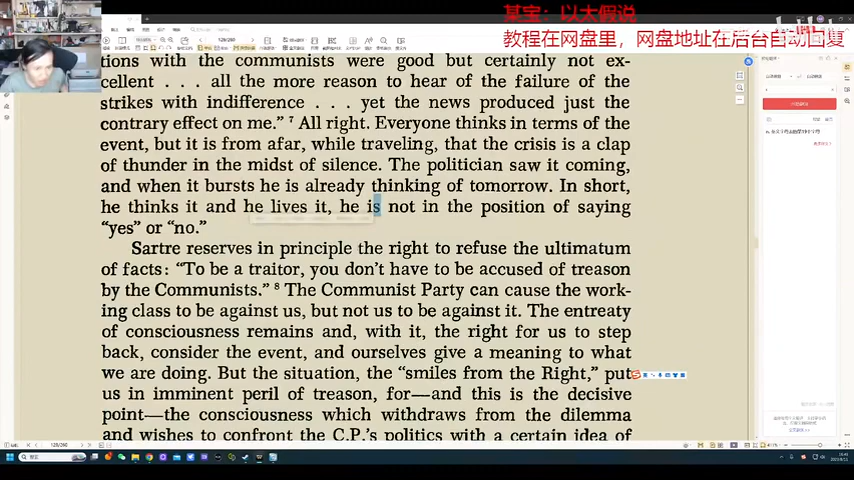 某宝：以太假说
教程在网盘里，网盘地址在后台自动回复
tions with the communists were good but certainly not ex-
cellent . . . all the more reason to hear of the failure of the
strikes with indifference . . . yet the news produced just the
contrary effect on me.” 7 All right. Everyone thinks in terms of the
event, but it is from afar, while traveling, that the crisis is a clap
of thunder in the midst of silence. The politician saw it coming,
and when it bursts he is already thinking of tomorrow. In short,
he thinks it and he lives it, he is not in the position of saying
“yes” or “no.”
Sartre reserves in principle the right to refuse the ultimatum
of facts: “To be a traitor, you don’t have to be accused of treason
by the Communists.” 8 The Communist Party can cause the work-
ing class to be against us, but not us to be against it. The entreaty
of consciousness remains and, with it, the right for us to step
back, consider the event, and ourselves give a meaning to what
we are doing. But the situation, the “smiles from the Right,” put
us in imminent peril of treason, for—and this is the decisive
point—the consciousness which withdraws from the dilemma
and wishes to confront the C.P.’s politics with a certain idea of